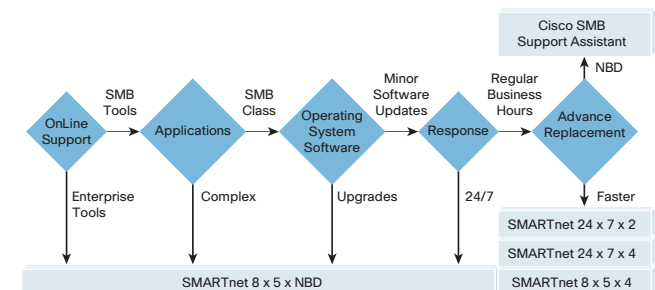 Cisco SMB
Support Assistant
NBD
SMB
Tools
SMB
Class
Minor
Software
Updates
Regular
Business
Hours
OnLine
Support
Applications
Operating
System
Software
Response
Advance
Replacement
Enterprise
Tools
Complex
Upgrades
24/7
Faster
SMARTnet 24 x 7 x 2
SMARTnet 24 x 7 x 4
SMARTnet 8 x 5 x NBD
SMARTnet 8 x 5 x 4